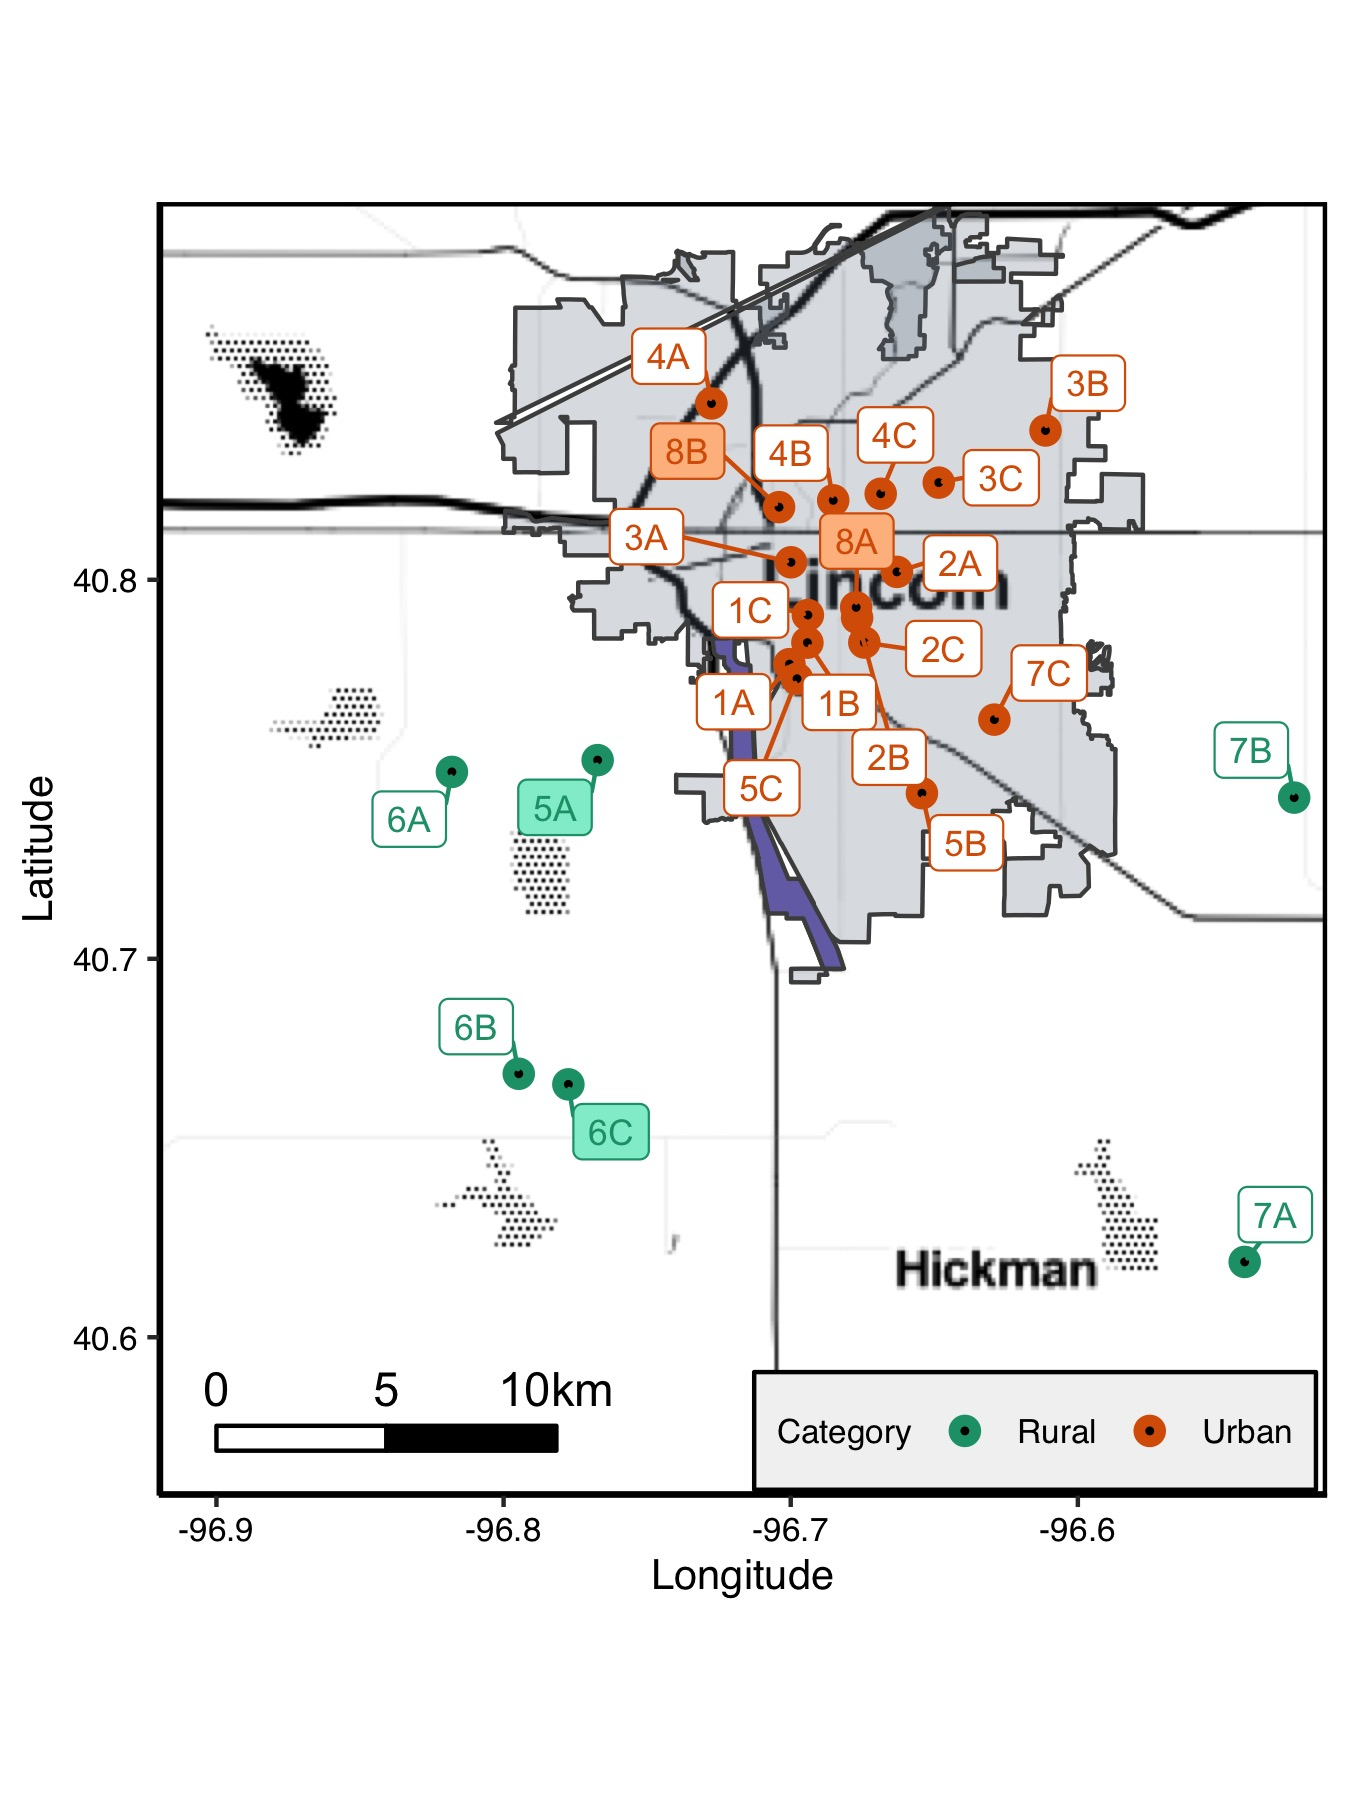 4A
3B
4C
8B
4B
3C
3A
8A
2A
40.8
Lincoln
1C
2C
7C
1A
1B
7B
2B
5C
5A
6A
5B
Latitude
40.7
6B
6C
7A
Hickman
40.6
0 5 10km
Category Rural Urban
-96.9 -96.8 -96.7 -96.6
Longitude